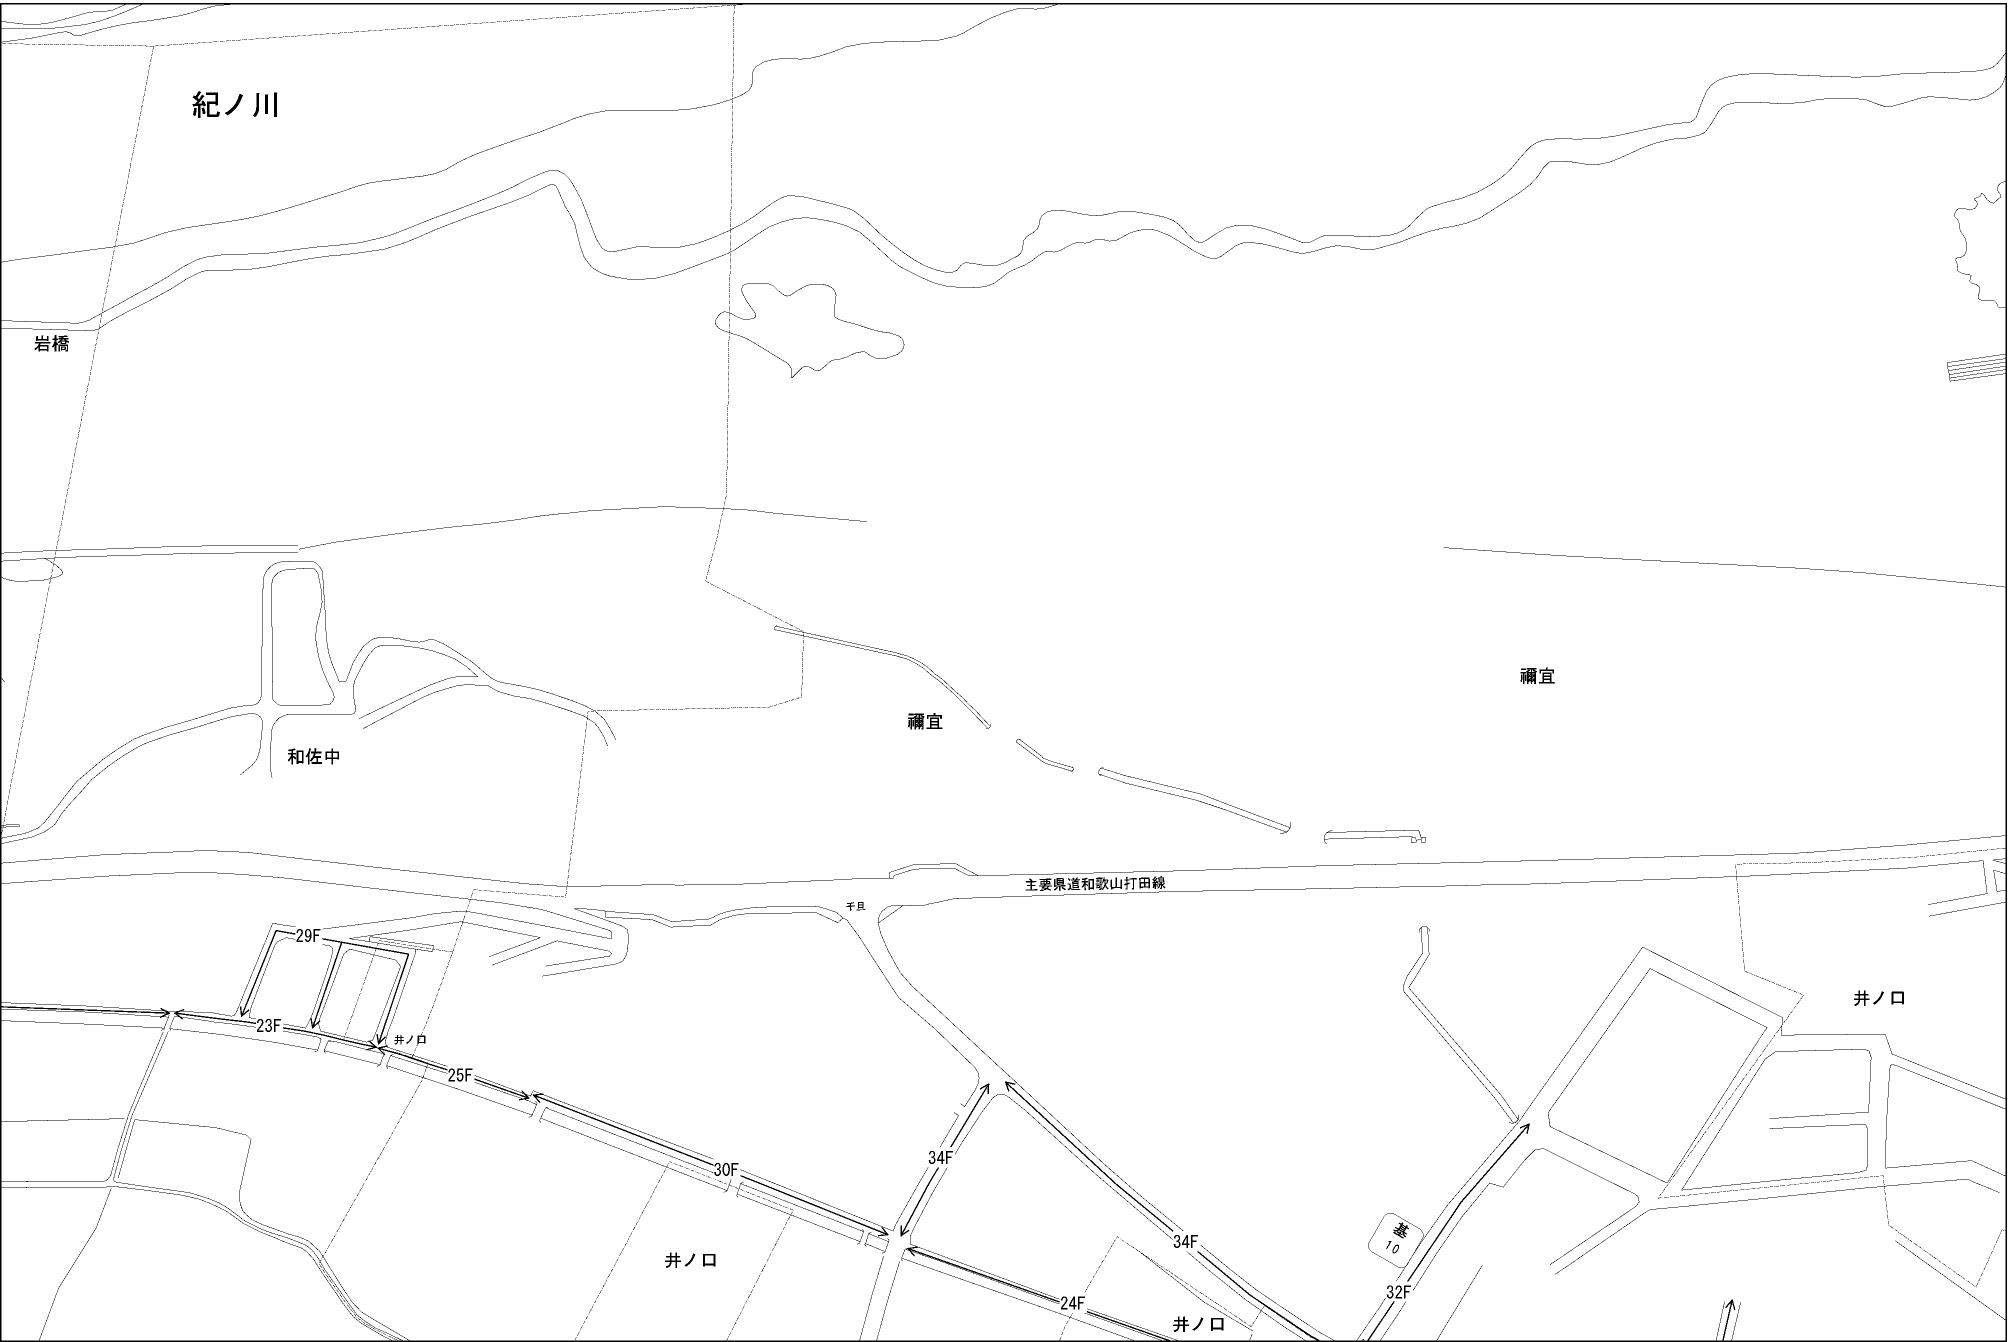 紀ノ川
岩橋
禰宜
禰宜
和佐中
主要県道和歌山打田線
千旦
29F
井ノ口
23F
井ノ口
25F
30F
34F
基
10
34F
井ノ口
32F
24F
井ノ口